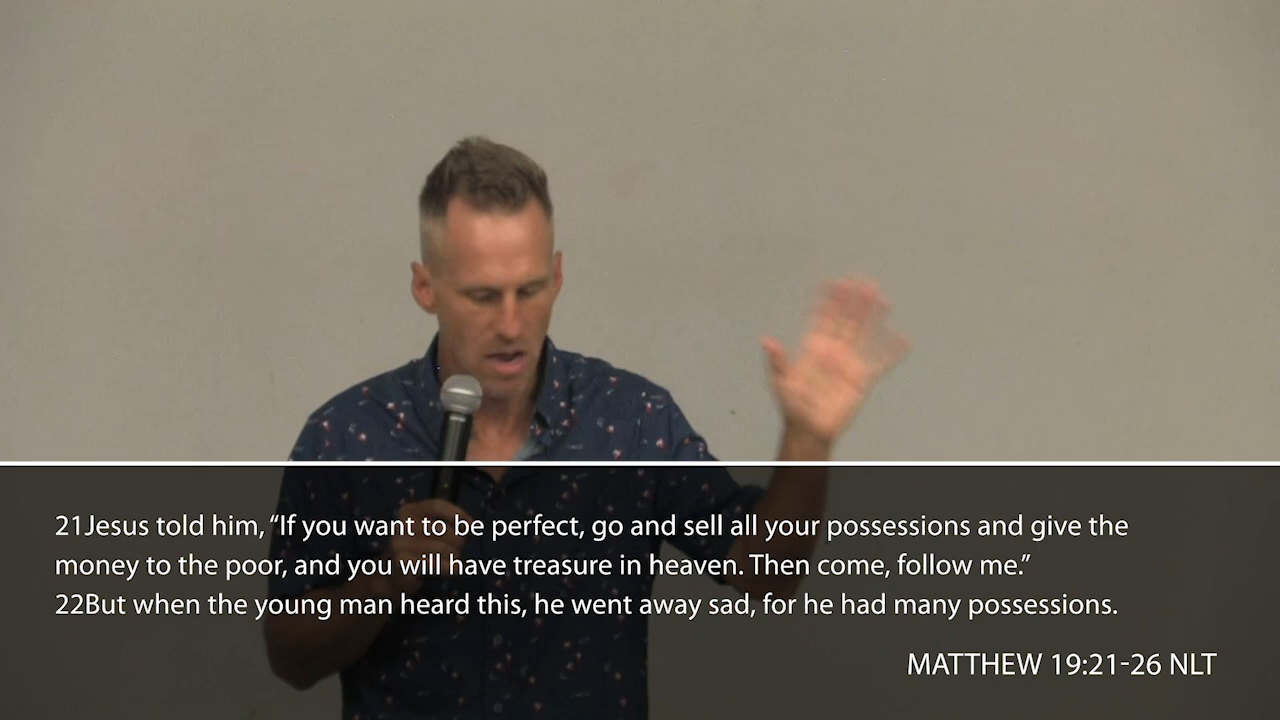 21Jesus told him, “If you want to be perfect, go and sell all your possessions and give the
money to the poor, and you will have treasure in heaven. Then come, follow me.”
22But when the young man heard this, he went away sad, for he had many possessions.
MATTHEW 19:21-26 NLT